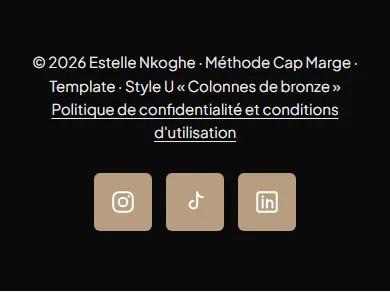 © 2026 Estelle Nkoghe · Méthode Cap Marge ·
Template · Style U « Colonnes de bronze »
Politique de confidentialité et conditions
d'utilisation